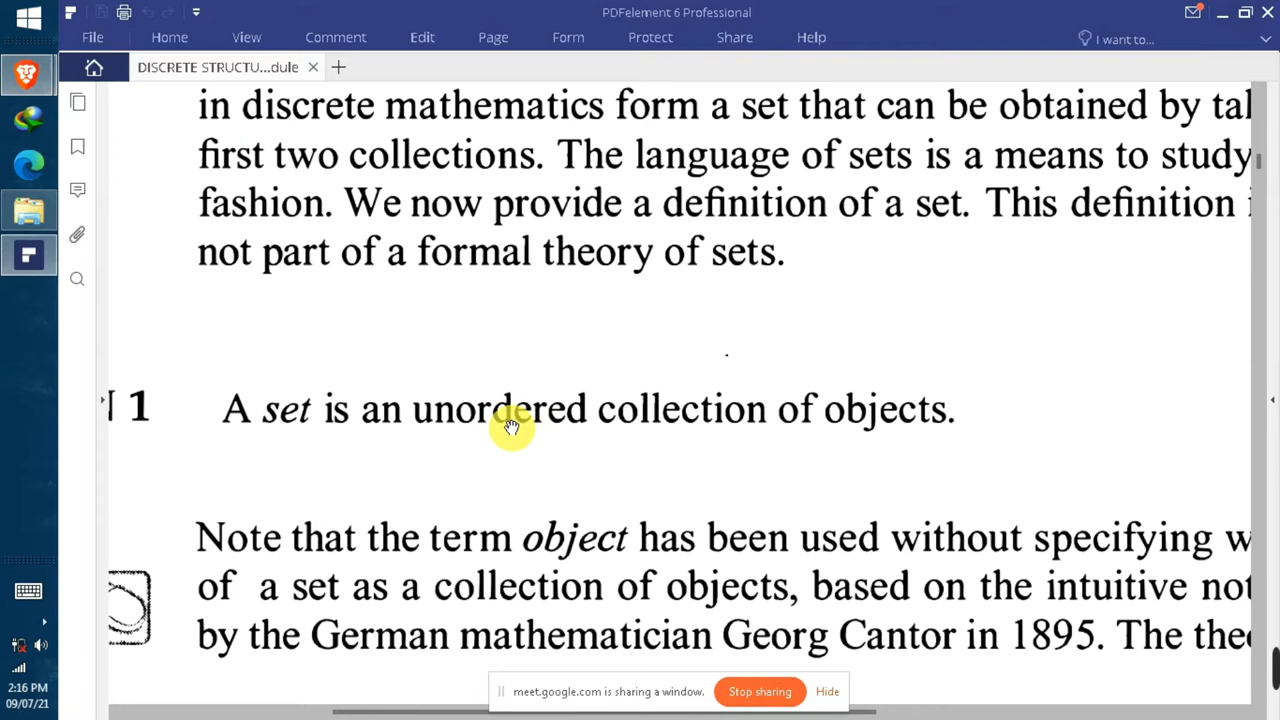 PDFelement 6 Professional
File Home View Comment Edit Page Form Protect Share Help I want to...
DISCRETE STRUCTU...dule
in discrete mathematics form a set that can be obtained by
first two collections. The language of sets is a means to study
fashion. We now provide a definition of a set. This definition
not part of a formal theory of sets.
1 A set is an unordered collection of objects.
Note that the term object has been used without specifying
of a set as a collection of objects, based on the intuitive
by the German mathematician Georg Cantor in 1895. The
meet.google.com is sharing a window. Stop sharing Hide
2:16 PM
09/07/21